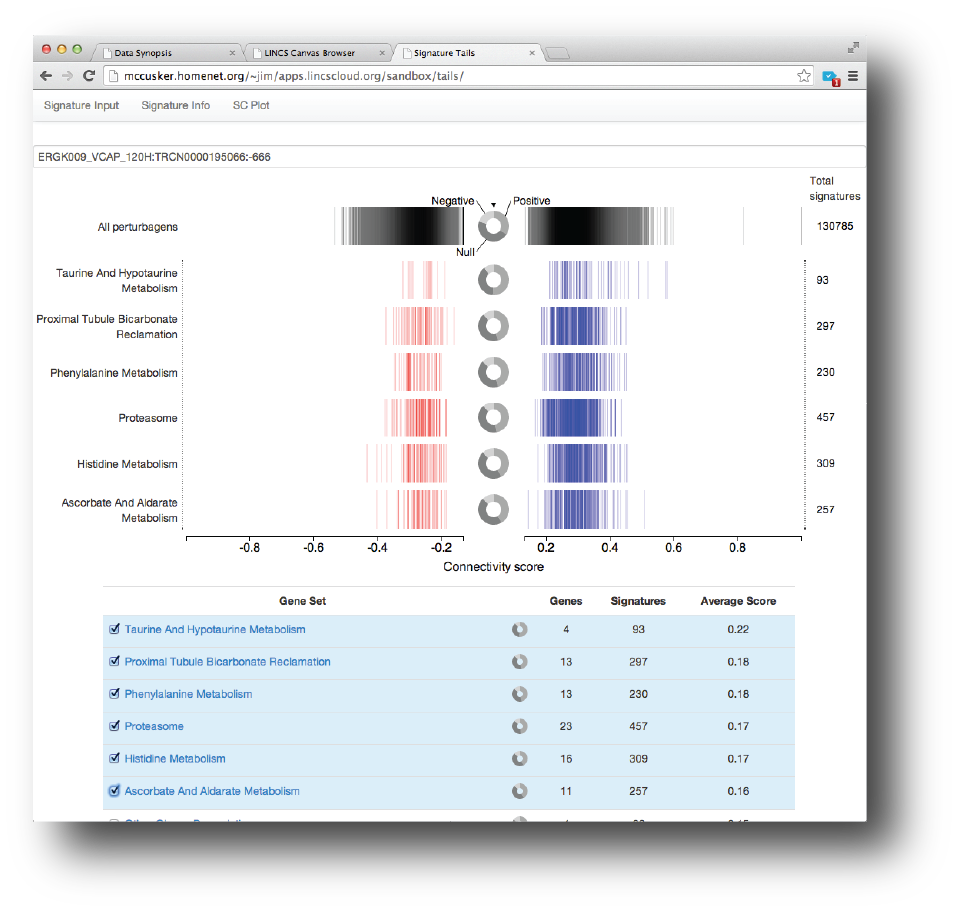 Data Synopsis
LINCS Canvas Browser
Signature Tails
mccusker.homenet.org/~jim/apps.lincscloud.org/sandbox/tails/
1
Signature Input Signature Info SC Plot
ERGK009_VCAP_120H:TRCN0000195066:-666
Total
signatures
Negative Positive
All perturbagens 130785
Null
Taurine And Hypotaurine
Metabolism 93
Proximal Tubule Bicarbonate
Reclamation 297
Phenylalanine Metabolism 230
Proteasome 457
Histidine Metabolism 309
Ascorbate And Aldarate
Metabolism 257
-0.8 -0.6 -0.4 -0.2 0.2 0.4 0.6 0.8
Connectivity score
Gene Set Genes Signatures Average Score
Taurine And Hypotaurine Metabolism 4 93 0.22
Proximal Tubule Bicarbonate Reclamation 13 297 0.18
Phenylalanine Metabolism 13 230 0.18
Proteasome 23 457 0.17
Histidine Metabolism 16 309 0.17
Ascorbate And Aldarate Metabolism 11 257 0.16